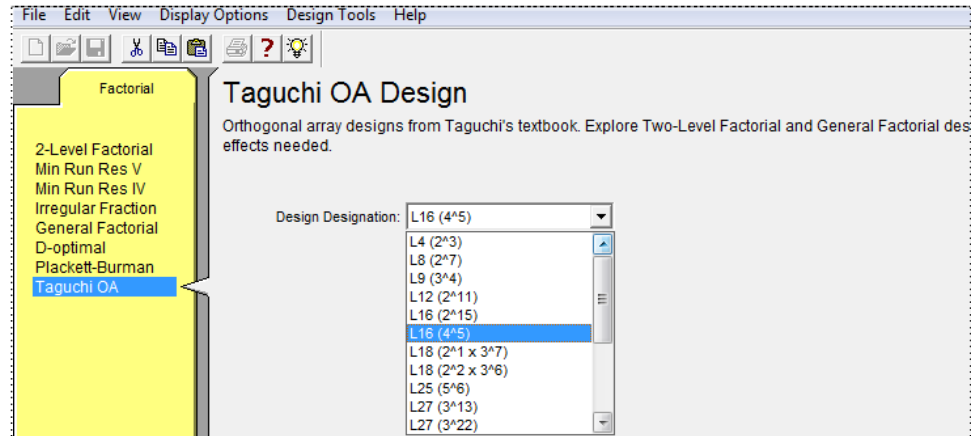 File Edit View Display Options Design Tools Help
Factorial
2-Level Factorial
Min Run Res V
Min Run Res IV
Irregular Fraction
General Factorial
D-optimal
Plackett-Burman
Taguchi OA
Taguchi OA Design
Orthogonal array designs from Taguchi's textbook. Explore Two-Level Factorial and General Factorial des
effects needed.
Design Designation: L16 (4^5)
L4 (2^3)
L8 (2^7)
L9 (3^4)
L12 (2^11)
L16 (2^15)
L16 (4^5)
L18 (2^1 x 3^7)
L18 (2^2 x 3^6)
L25 (5^6)
L27 (3^13)
L27 (3^22)